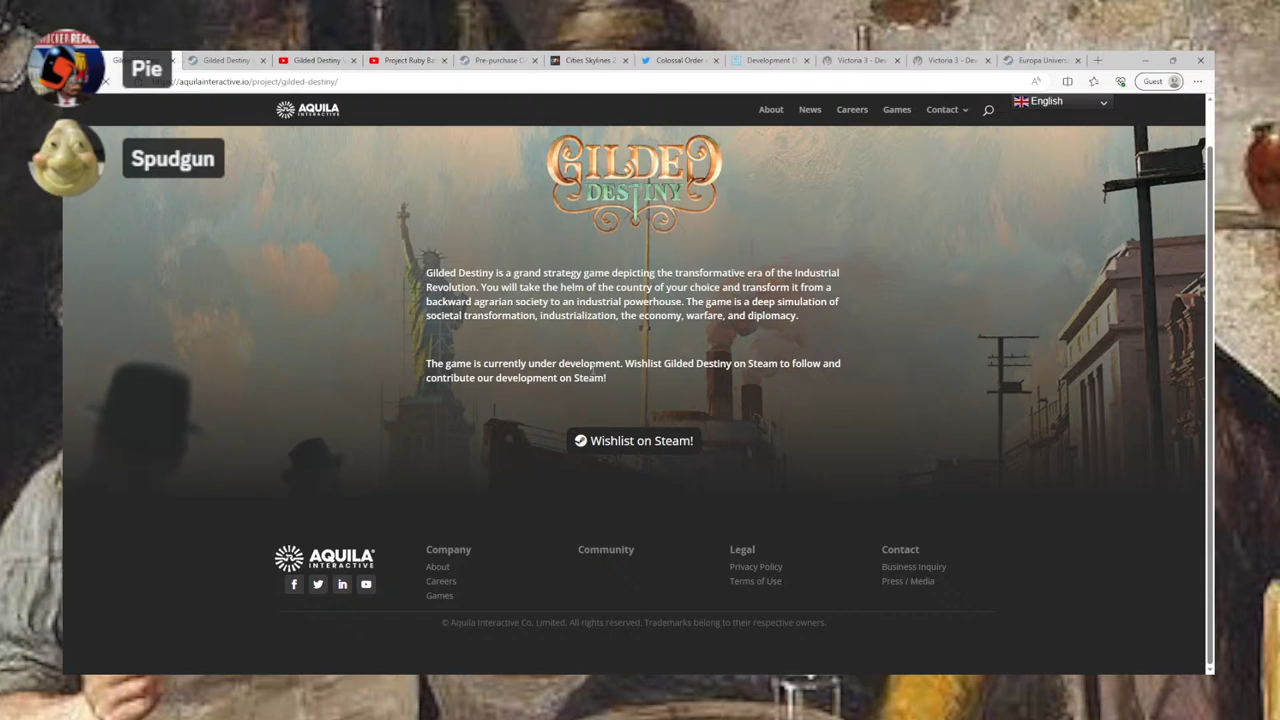 Pie
Spudgun
Gilded Destiny
Gilded Destiny V
Project Ruby Ba
Pre-purchase C
Cities Skylines 2
Colossal Order
Development D
Victoria 3 - Dev
Victoria 3 - Dev
Europa Univers
aquilainteractive.io/project/gilded-destiny/
Guest
AQUILA
INTERACTIVE
About
News
Careers
Games
Contact
English
GILDED
DESTINY
Gilded Destiny is a grand strategy game depicting the transformative era of the Industrial
Revolution. You will take the helm of the country of your choice and transform it from a
backward agrarian society to an industrial powerhouse. The game is a deep simulation of
societal transformation, industrialization, the economy, warfare, and diplomacy.
The game is currently under development. Wishlist Gilded Destiny on Steam to follow and
contribute our development on Steam!
Wishlist on Steam!
AQUILA
INTERACTIVE
Company
About
Careers
Games
Community
Legal
Privacy Policy
Terms of Use
Contact
Business Inquiry
Press / Media
© Aquila Interactive Co. Limited. All rights reserved. Trademarks belong to their respective owners.